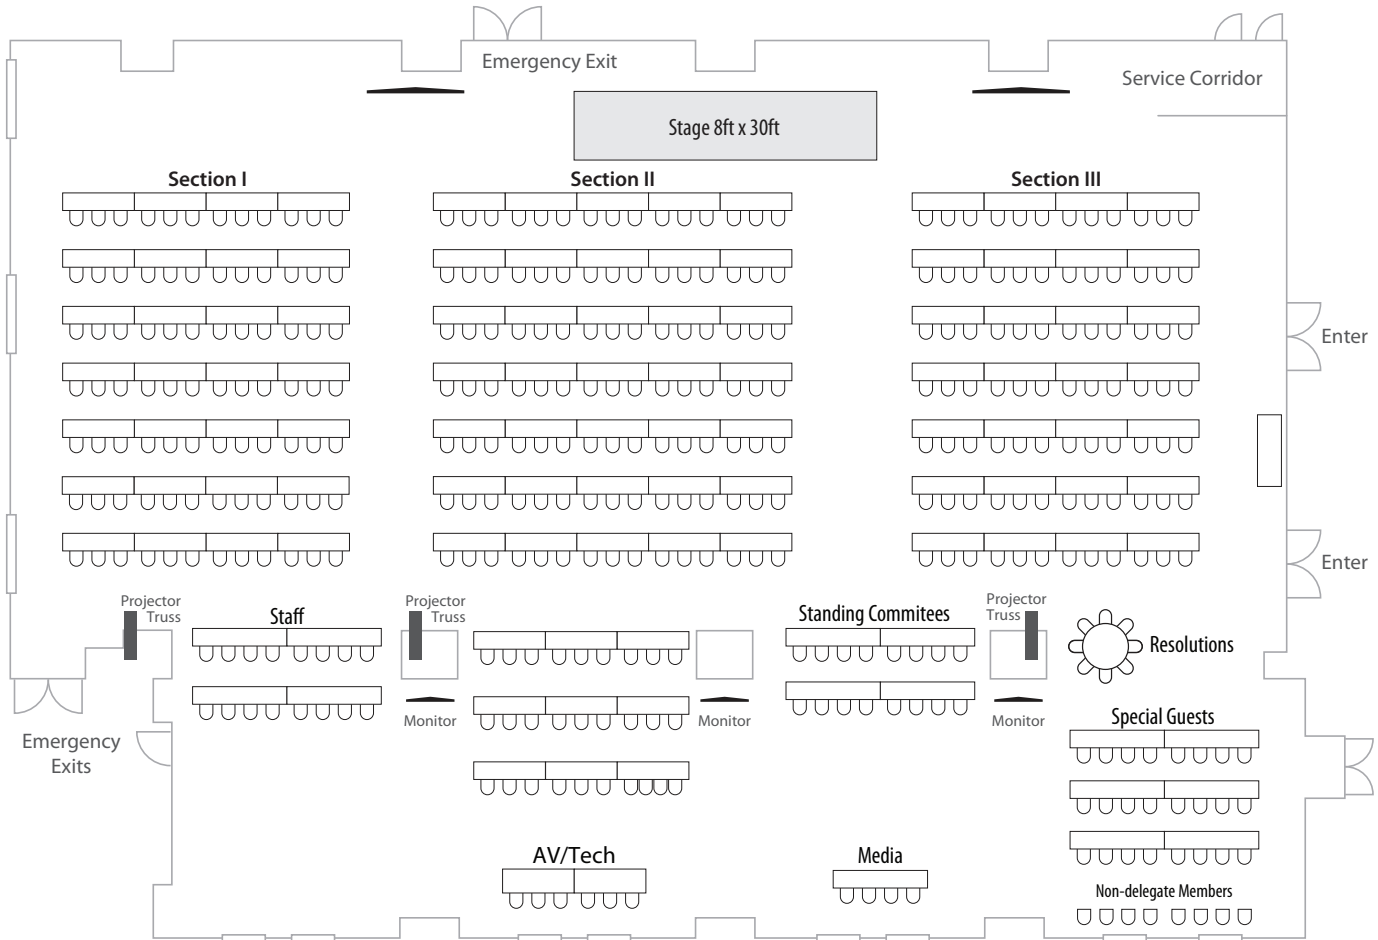 Emergency Exit
Service Corridor
Stage 8ft x 30ft
Section I
Section II
Section III
Enter
Enter
Projector
Truss
Staff
Projector
Truss
Standing Commitees
Projector
Truss
Resolutions
Monitor
Monitor
Monitor
Special Guests
Emergency
Exits
AV/Tech
Media
Non-delegate Members